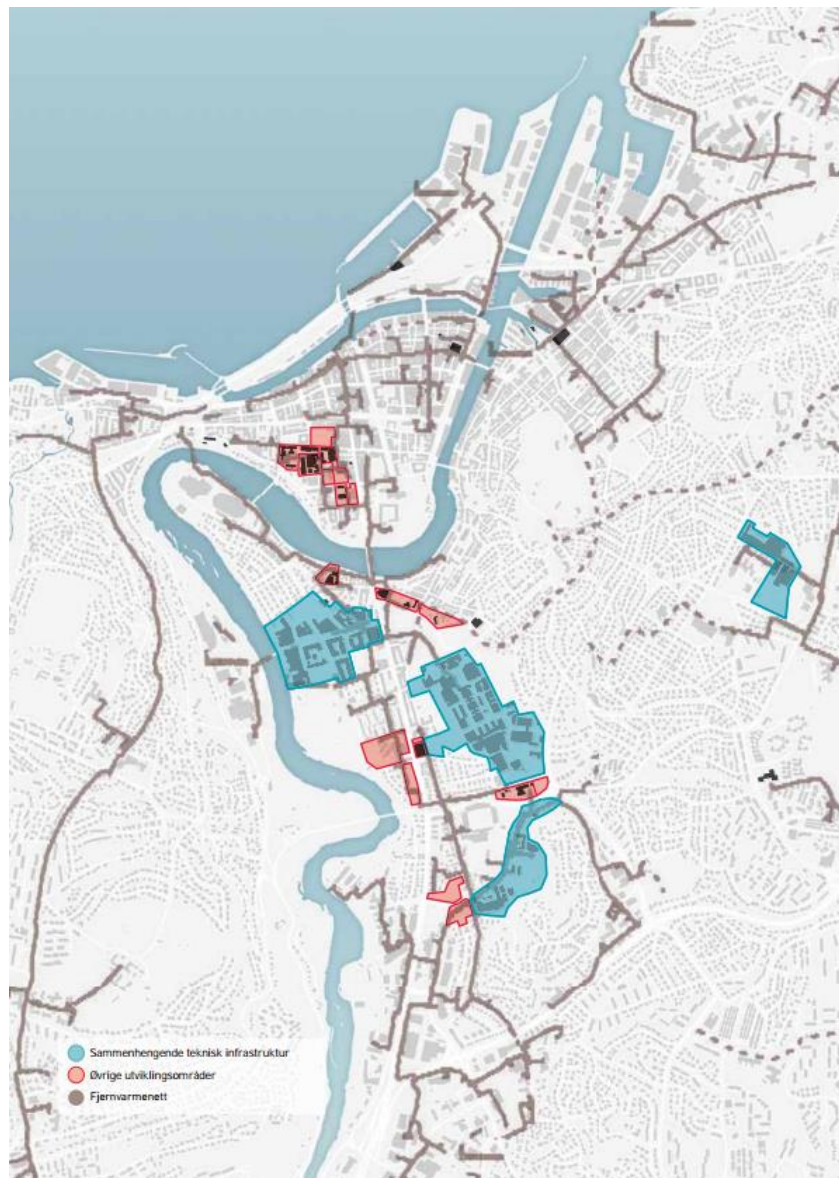 Sammenhengende teknisk infrastruktur
Øvrige utviklingsområder
Fjernvarmenett